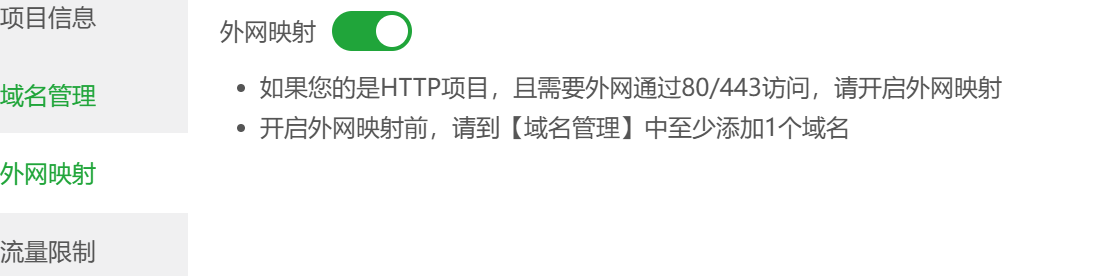 项目信息
域名管理
外网映射
流量限制
外网映射
如果您的是HTTP项目，且需要外网通过80/443访问，请开启外网映射
开启外网映射前，请到【域名管理】中至少添加1个域名